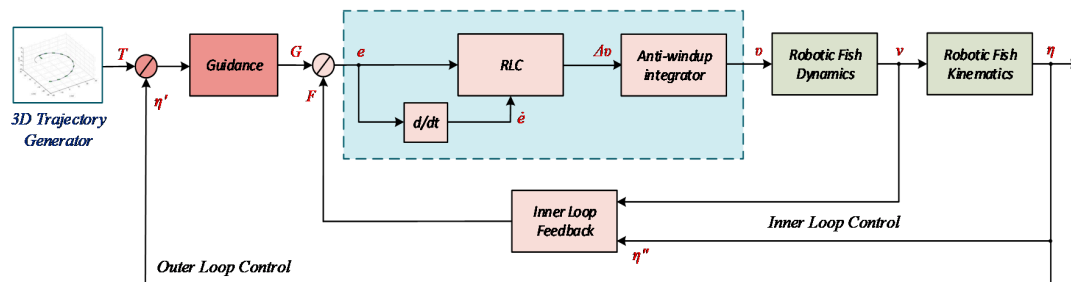 T
η'
3D Trajectory
Generator
Guidance
G
F
e
RLC
d/dt
ė
Δυ
Anti-windup
integrator
υ
Robotic Fish
Dynamics
v
Robotic Fish
Kinematics
η
Inner Loop
Feedback
η"
Inner Loop Control
Outer Loop Control